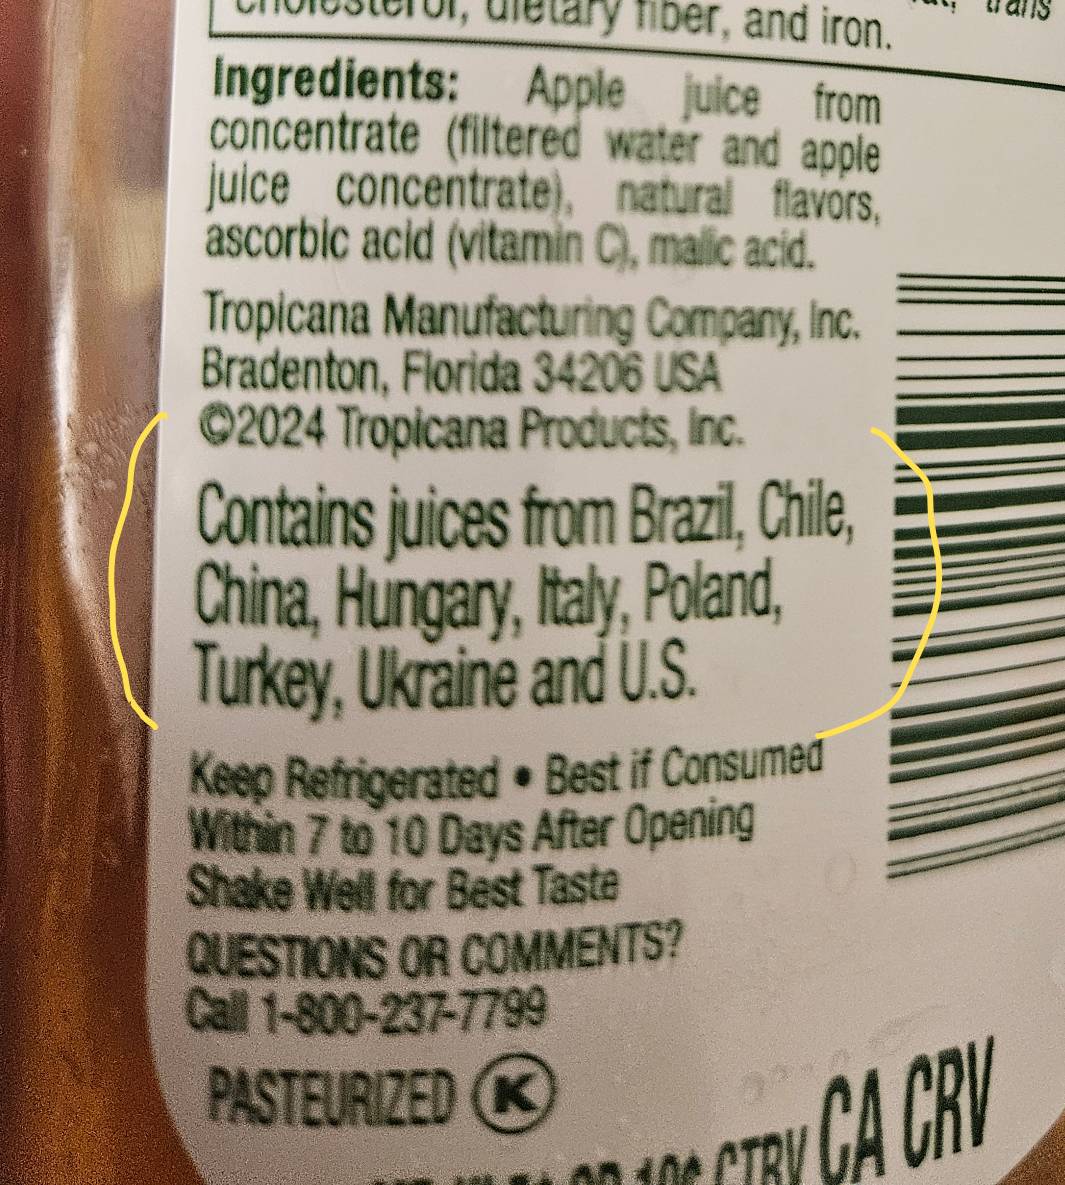 dietary fiber, and iron.
Ingredients: Apple juice from
concentrate (filtered water and apple
juice concentrate), natural flavors,
ascorbic acid (vitamin C), malic acid.
Tropicana Manufacturing Company, Inc.
Bradenton, Florida 34206 USA
©2024 Tropicana Products, Inc.
Contains juices from Brazil, Chile,
China, Hungary, Italy, Poland,
Turkey, Ukraine and U.S.
Keep Refrigerated • Best if Consumed
Within 7 to 10 Days After Opening
Shake Well for Best Taste
QUESTIONS OR COMMENTS?
Call 1-800-237-7799
PASTEURIZED K
CA CRV